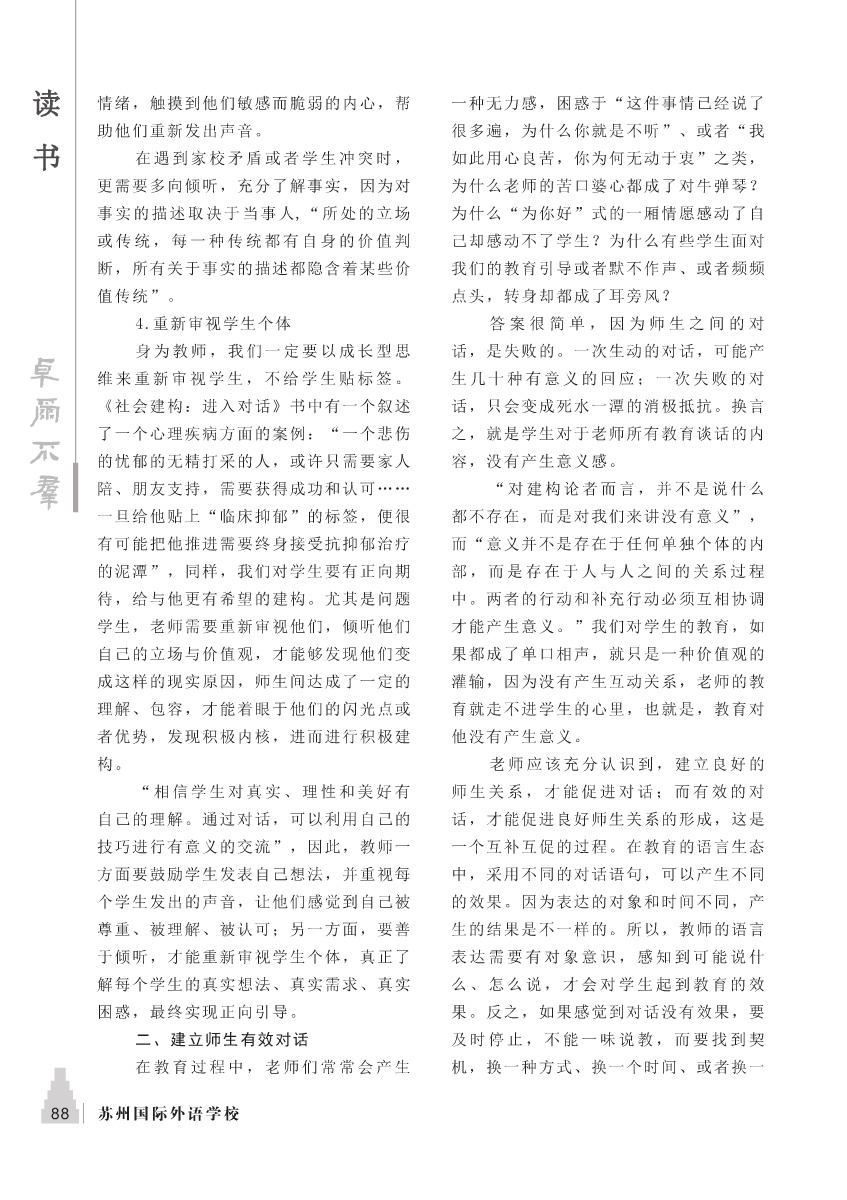 读
书
卓尔不群
情绪，触摸到他们敏感而脆弱的内心，帮
助他们重新发出声音。
在遇到家校矛盾或者学生冲突时，
更需要多向倾听，充分了解事实，因为对
事实的描述取决于当事人,“所处的立场
或传统，每一种传统都有自身的价值判
断，所有关于事实的描述都隐含着某些价
值传统”。
4.重新审视学生个体
身为教师，我们一定要以成长型思
维来重新审视学生，不给学生贴标签。
《社会建构：进入对话》书中有一个叙述
了一个心理疾病方面的案例：“一个悲伤
的忧郁的无精打采的人，或许只需要家人
陪、朋友支持，需要获得成功和认可……
一旦给他贴上“临床抑郁”的标签，便很
有可能把他推进需要终身接受抗抑郁治疗
的泥潭”，同样，我们对学生要有正向期
待，给与他更有希望的建构。尤其是问题
学生，老师需要重新审视他们，倾听他们
自己的立场与价值观，才能够发现他们变
成这样的现实原因，师生间达成了一定的
理解、包容，才能着眼于他们的闪光点或
者优势，发现积极内核，进而进行积极建
构。
“相信学生对真实、理性和美好有
自己的理解。通过对话，可以利用自己的
技巧进行有意义的交流”，因此，教师一
方面要鼓励学生发表自己想法，并重视每
个学生发出的声音，让他们感觉到自己被
尊重、被理解、被认可；另一方面，要善
于倾听，才能重新审视学生个体，真正了
解每个学生的真实想法、真实需求、真实
困惑，最终实现正向引导。
二、建立师生有效对话
在教育过程中，老师们常常会产生
一种无力感，困惑于“这件事情已经说了
很多遍，为什么你就是不听”、或者“我
如此用心良苦，你为何无动于衷”之类，
为什么老师的苦口婆心都成了对牛弹琴？
为什么“为你好”式的一厢情愿感动了自
己却感动不了学生？为什么有些学生面对
我们的教育引导或者默不作声、或者频频
点头，转身却都成了耳旁风？
答案很简单，因为师生之间的对
话，是失败的。一次生动的对话，可能产
生几十种有意义的回应；一次失败的对
话，只会变成死水一潭的消极抵抗。换言
之，就是学生对于老师所有教育谈话的内
容，没有产生意义感。
“对建构论者而言，并不是说什么
都不存在，而是对我们来讲没有意义”，
而“意义并不是存在于任何单独个体的内
部，而是存在于人与人之间的关系过程
中。两者的行动和补充行动必须互相协调
才能产生意义。”我们对学生的教育，如
果都成了单口相声，就只是一种价值观的
灌输，因为没有产生互动关系，老师的教
育就走不进学生的心里，也就是，教育对
他没有产生意义。
老师应该充分认识到，建立良好的
师生关系，才能促进对话；而有效的对
话，才能促进良好师生关系的形成，这是
一个互补互促的过程。在教育的语言生态
中，采用不同的对话语句，可以产生不同
的效果。因为表达的对象和时间不同，产
生的结果是不一样的。所以，教师的语言
表达需要有对象意识，感知到可能说什
么、怎么说，才会对学生起到教育的效
果。反之，如果感觉到对话没有效果，要
及时停止，不能一味说教，而要找到契
机，换一种方式、换一个时间、或者换一
88 苏州国际外语学校